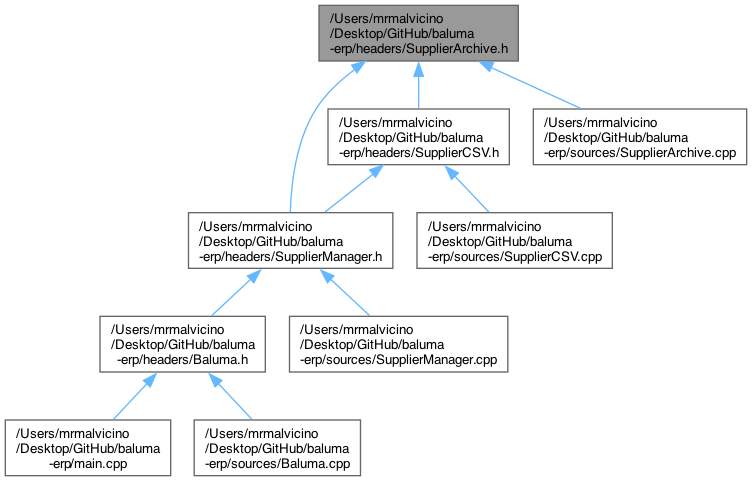 /Users/mrmalvicino
/Desktop/GitHub/baluma
-erp/headers/SupplierArchive.h
/Users/mrmalvicino
/Desktop/GitHub/baluma
-erp/headers/SupplierCSV.h
/Users/mrmalvicino
/Desktop/GitHub/baluma
-erp/sources/SupplierArchive.cpp
/Users/mrmalvicino
/Desktop/GitHub/baluma
-erp/headers/SupplierManager.h
/Users/mrmalvicino
/Desktop/GitHub/baluma
-erp/sources/SupplierCSV.cpp
/Users/mrmalvicino
/Desktop/GitHub/baluma
-erp/headers/Baluma.h
/Users/mrmalvicino
/Desktop/GitHub/baluma
-erp/sources/SupplierManager.cpp
/Users/mrmalvicino
/Desktop/GitHub/baluma
-erp/main.cpp
/Users/mrmalvicino
/Desktop/GitHub/baluma
-erp/sources/Baluma.cpp